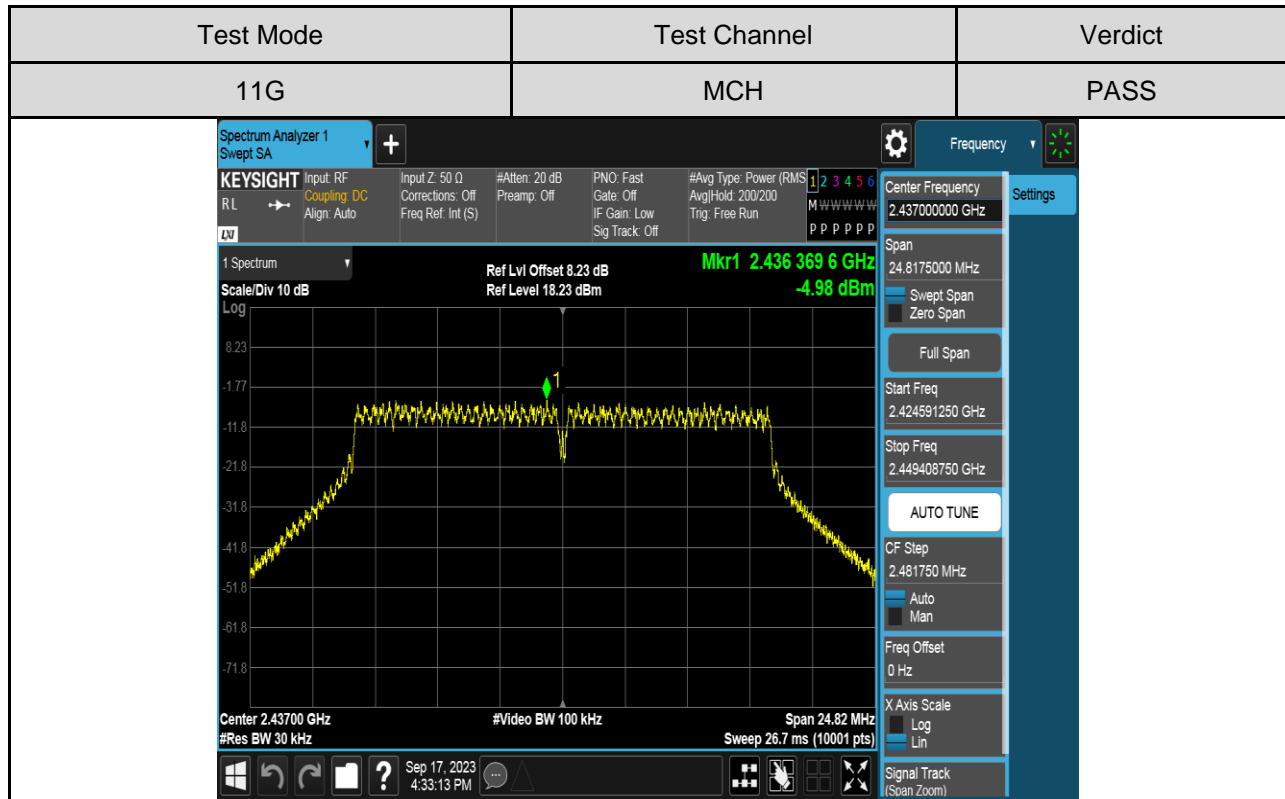 Test Mode Test Channel Verdict
11G MCH PASS
Spectrum Analyzer 1
Swept SA
+
Frequency
KEYSIGHT
RL
LXI
Input: RF
Coupling: DC
Align: Auto
Input Z: 50 Ω
Corrections: Off
Freq Ref: Int (S)
#Atten: 20 dB
Preamp: Off
PNO: Fast
Gate: Off
IF Gain: Low
Sig Track: Off
#Avg Type: Power (RMS
Avg|Hold: 200/200
Trig: Free Run
1 2 3 4 5 6
M W W W W W
P P P P P P
1 Spectrum
Scale/Div 10 dB
Ref Lvl Offset 8.23 dB
Ref Level 18.23 dBm
Mkr1 2.436 369 6 GHz
-4.98 dBm
Log
8.23
-1.77
-11.8
-21.8
-31.8
-41.8
-51.8
-61.8
-71.8
1
Center 2.43700 GHz
#Res BW 30 kHz
#Video BW 100 kHz
Span 24.82 MHz
Sweep 26.7 ms (10001 pts)
Center Frequency
2.437000000 GHz
Settings
Span
24.8175000 MHz
Swept Span
Zero Span
Full Span
Start Freq
2.424591250 GHz
Stop Freq
2.449408750 GHz
AUTO TUNE
CF Step
2.481750 MHz
Auto
Man
Freq Offset
0 Hz
X Axis Scale
Log
Lin
Signal Track
(Span Zoom)
?
Sep 17, 2023
4:33:13 PM